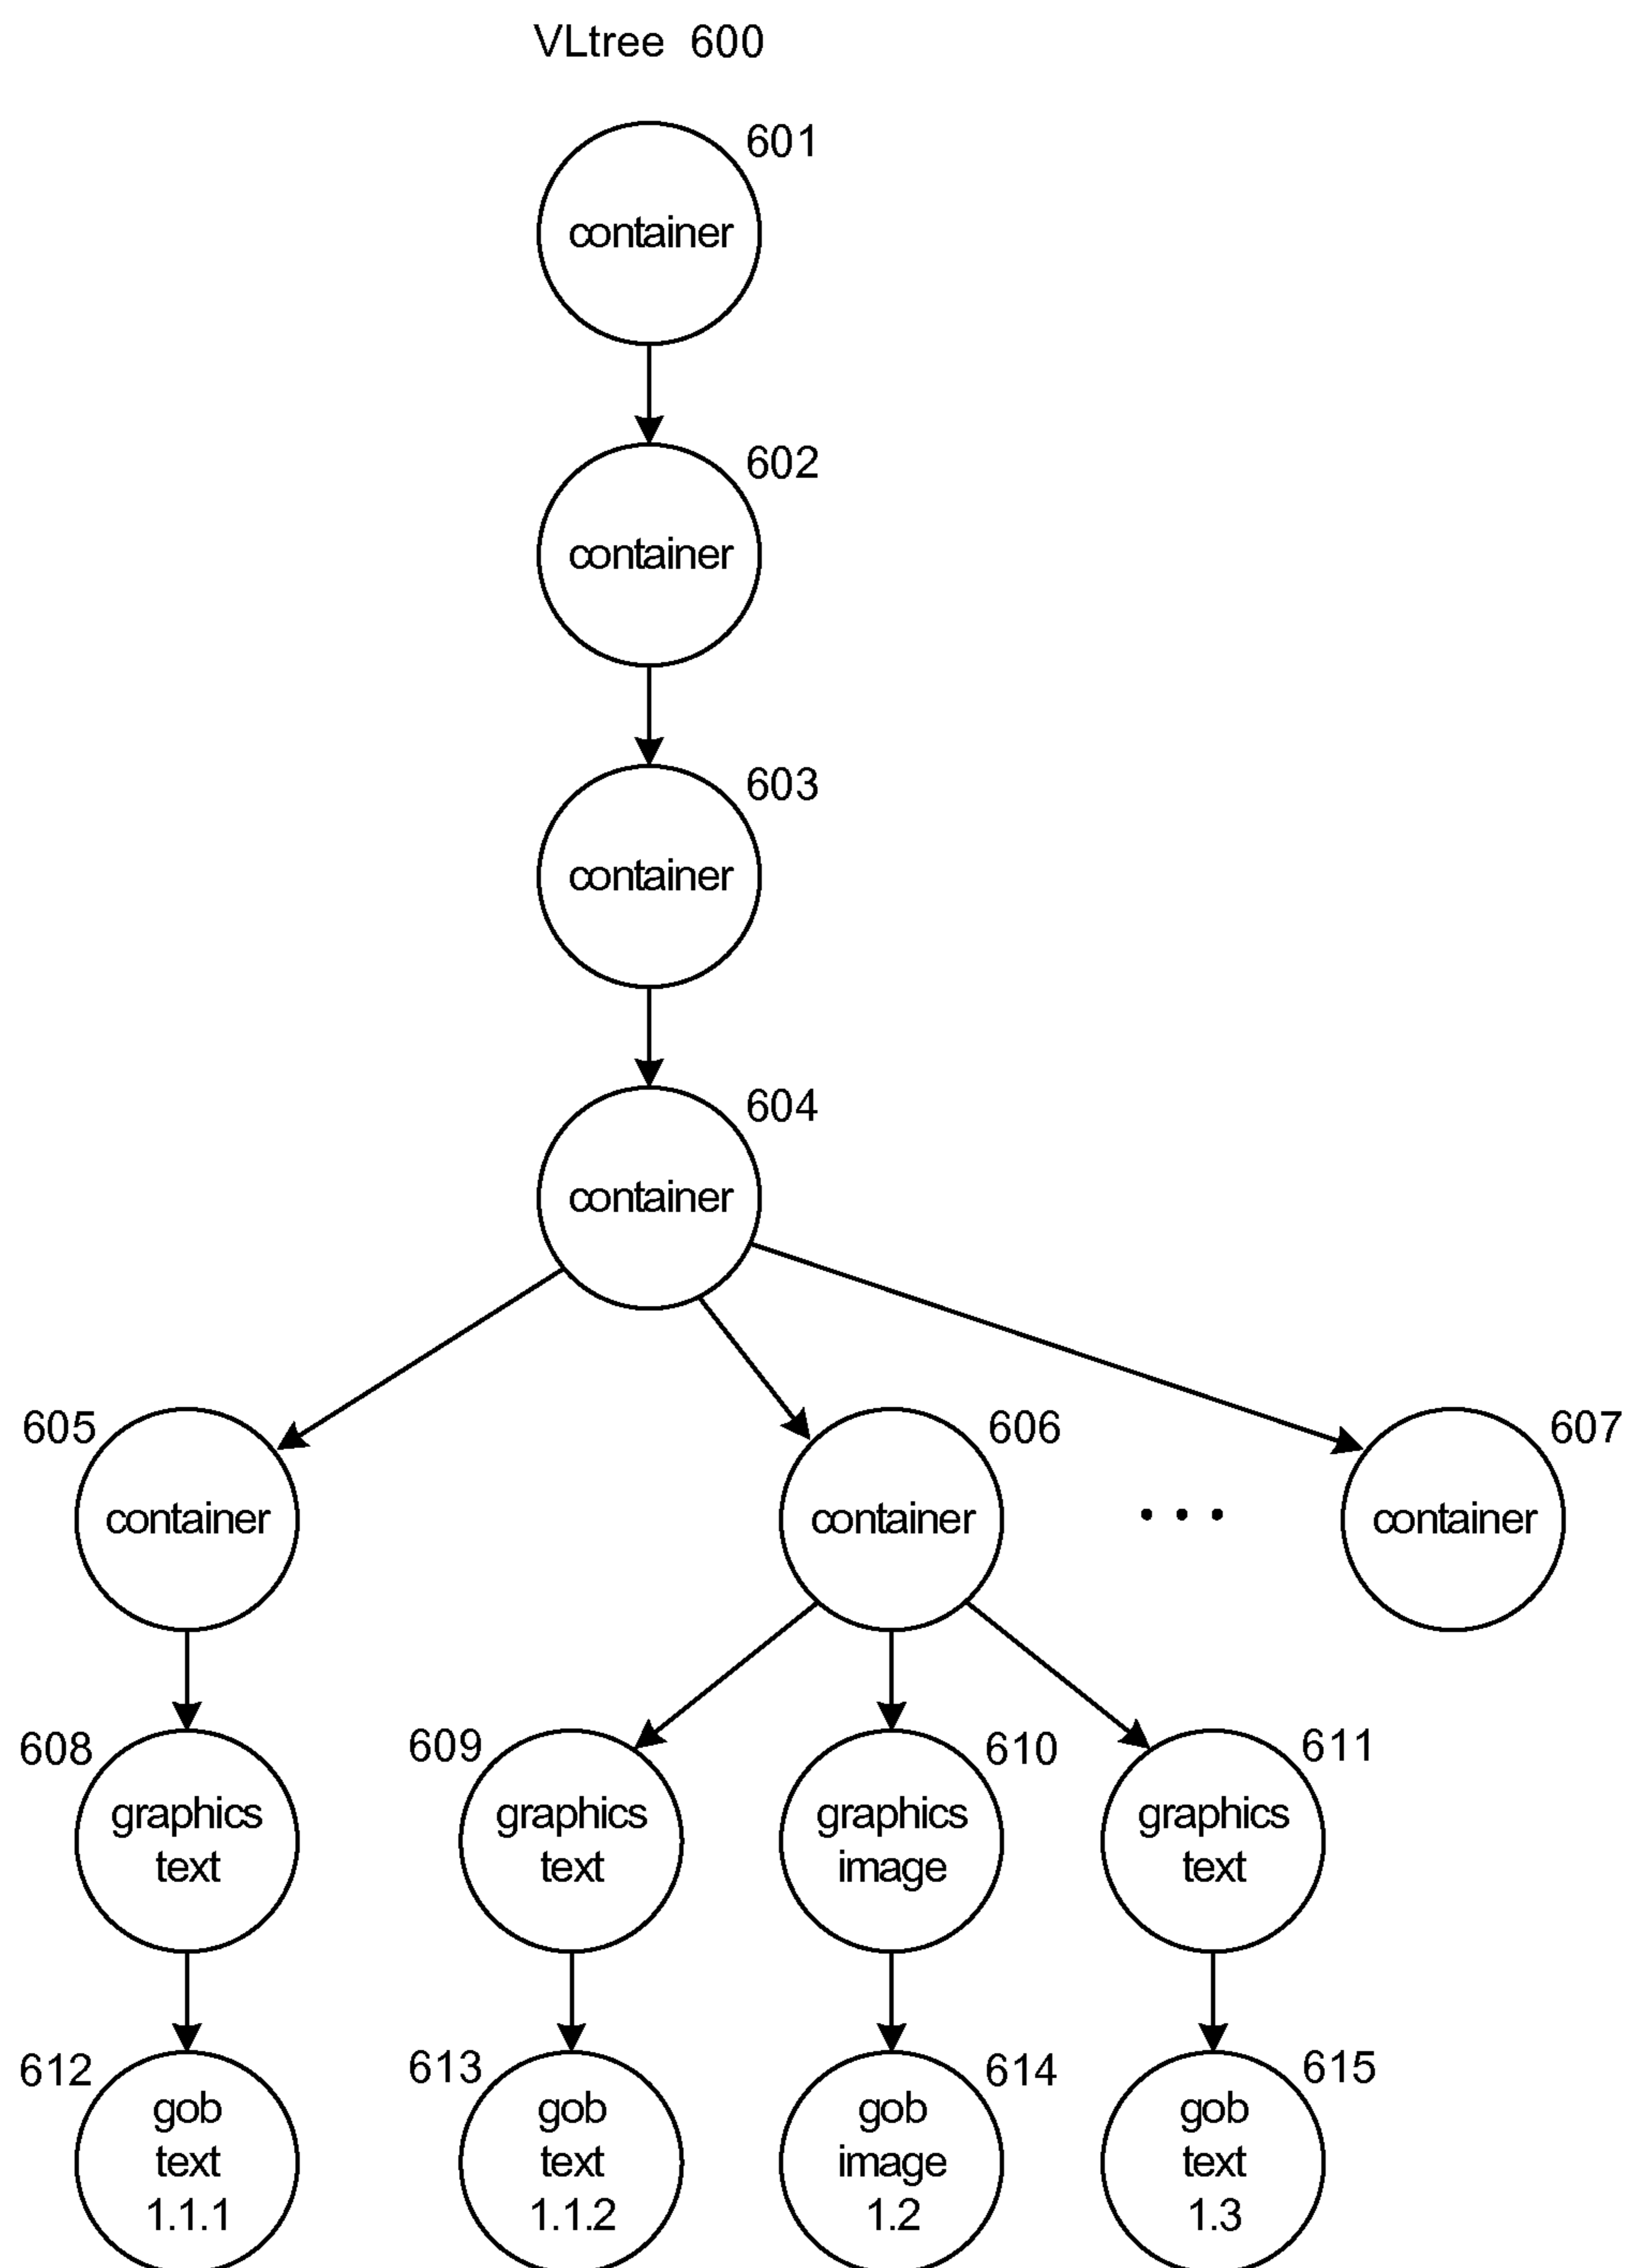 VLtree 600
601
container
602
container
603
container
604
container
605
606
607
container
container
. . .
container
608
609
610
611
graphics
text
graphics
text
graphics
image
graphics
text
612
613
614
615
gob
text
1.1.1
gob
text
1.1.2
gob
image
1.2
gob
text
1.3